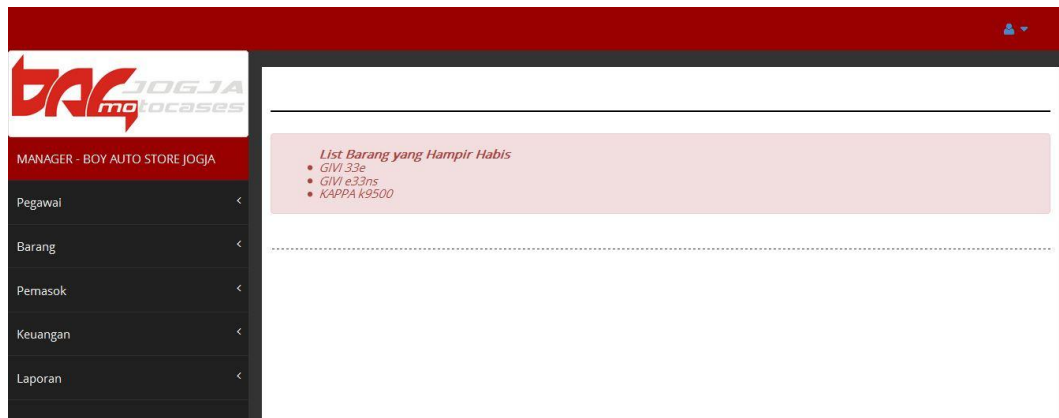 JOGJA
motocases
MANAGER - BOY AUTO STORE JOGJA
Pegawai
Barang
Pemasok
Keuangan
Laporan
List Barang yang Hampir Habis
GIVI 33e
GIVI e33ns
KAPPA k9500